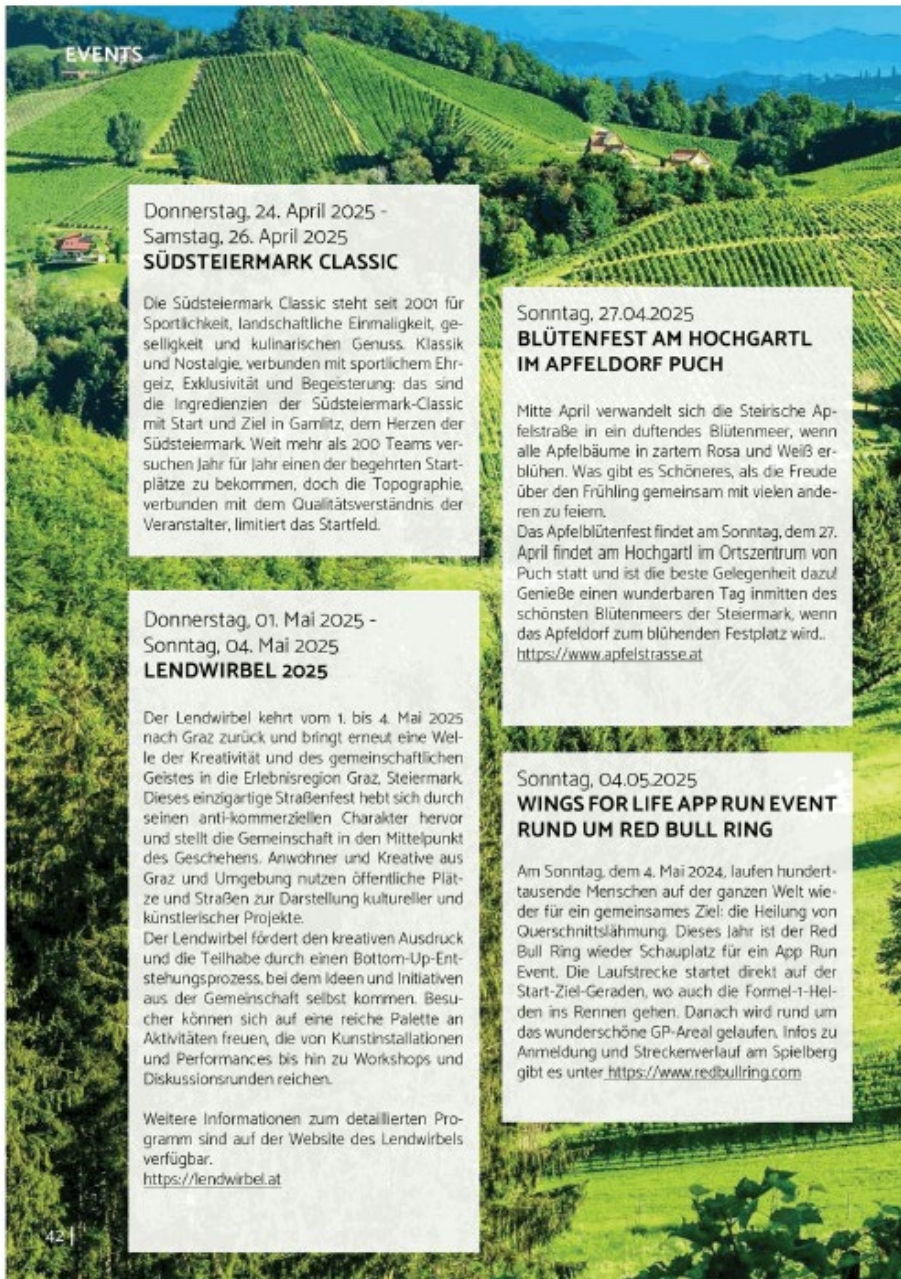 EVENTS
Donnerstag, 24. April 2025 -
Samstag, 26. April 2025
SÜDSTEIERMARK CLASSIC
Die Südsteiermark Classic steht seit 2001 für
Sportlichkeit, landschaftliche Einmaligkeit, ge-
selligkeit und kulinarischen Genuss. Klassik
und Nostalgie, verbunden mit sportlichem Ehr-
geiz, Exklusivität und Begeisterung: das sind
die Ingredienzien der Südsteiermark-Classic
mit Start und Ziel in Gamlitz, dem Herzen der
Südsteiermark. Weit mehr als 200 Teams ver-
suchen Jahr für Jahr einen der begehrten Start-
plätze zu bekommen, doch die Topographie,
verbunden mit dem Qualitätsverständnis der
Veranstalter, limitiert das Startfeld.
Donnerstag, 01. Mai 2025 -
Sonntag, 04. Mai 2025
LENDWIRBEL 2025
Der Lendwirbel kehrt vom 1. bis 4. Mai 2025
nach Graz zurück und bringt erneut eine Wel-
le der Kreativität und des gemeinschaftlichen
Geistes in die Erlebnisregion Graz, Steiermark.
Dieses einzigartige Straßenfest hebt sich durch
seinen anti-kommerziellen Charakter hervor
und stellt die Gemeinschaft in den Mittelpunkt
des Geschehens. Anwohner und Kreative aus
Graz und Umgebung nutzen öffentliche Plät-
ze und Straßen zur Darstellung kultureller und
künstlerischer Projekte.
Der Lendwirbel fördert den kreativen Ausdruck
und die Teilhabe durch einen Bottom-Up-Ent-
stehungsprozess, bei dem Ideen und Initiativen
aus der Gemeinschaft selbst kommen. Besu-
cher können sich auf eine reiche Palette an
Aktivitäten freuen, die von Kunstinstallationen
und Performances bis hin zu Workshops und
Diskussionsrunden reichen.
Weitere Informationen zum detaillierten Pro-
gramm sind auf der Website des Lendwirbels
verfügbar.
https://lendwirbel.at
Sonntag, 27.04.2025
BLÜTENFEST AM HOCHGARTL
IM APFELDORF PUCH
Mitte April verwandelt sich die Steirische Ap-
felstraße in ein duftendes Blütenmeer, wenn
alle Apfelbäume in zartem Rosa und Weiß er-
blühen. Was gibt es Schöneres, als die Freude
über den Frühling gemeinsam mit vielen ande-
ren zu feiern.
Das Apfelblütenfest findet am Sonntag, dem 27.
April findet am Hochgartl im Ortszentrum von
Puch statt und ist die beste Gelegenheit dazu!
Genieße einen wunderbaren Tag inmitten des
schönsten Blütenmeers der Steiermark, wenn
das Apfeldorf zum blühenden Festplatz wird..
https://www.apfelstrasse.at
Sonntag, 04.05.2025
WINGS FOR LIFE APP RUN EVENT
RUND UM RED BULL RING
Am Sonntag, dem 4. Mai 2024, laufen hundert-
tausende Menschen auf der ganzen Welt wie-
der für ein gemeinsames Ziel: die Heilung von
Querschnittslähmung. Dieses Jahr ist der Red
Bull Ring wieder Schauplatz für ein App Run
Event. Die Laufstrecke startet direkt auf der
Start-Ziel-Geraden, wo auch die Formel-1-Hel-
den ins Rennen gehen. Danach wird rund um
das wunderschöne GP-Areal gelaufen. Infos zu
Anmeldung und Streckenverlauf am Spielberg
gibt es unter https://www.redbullring.com
42 |